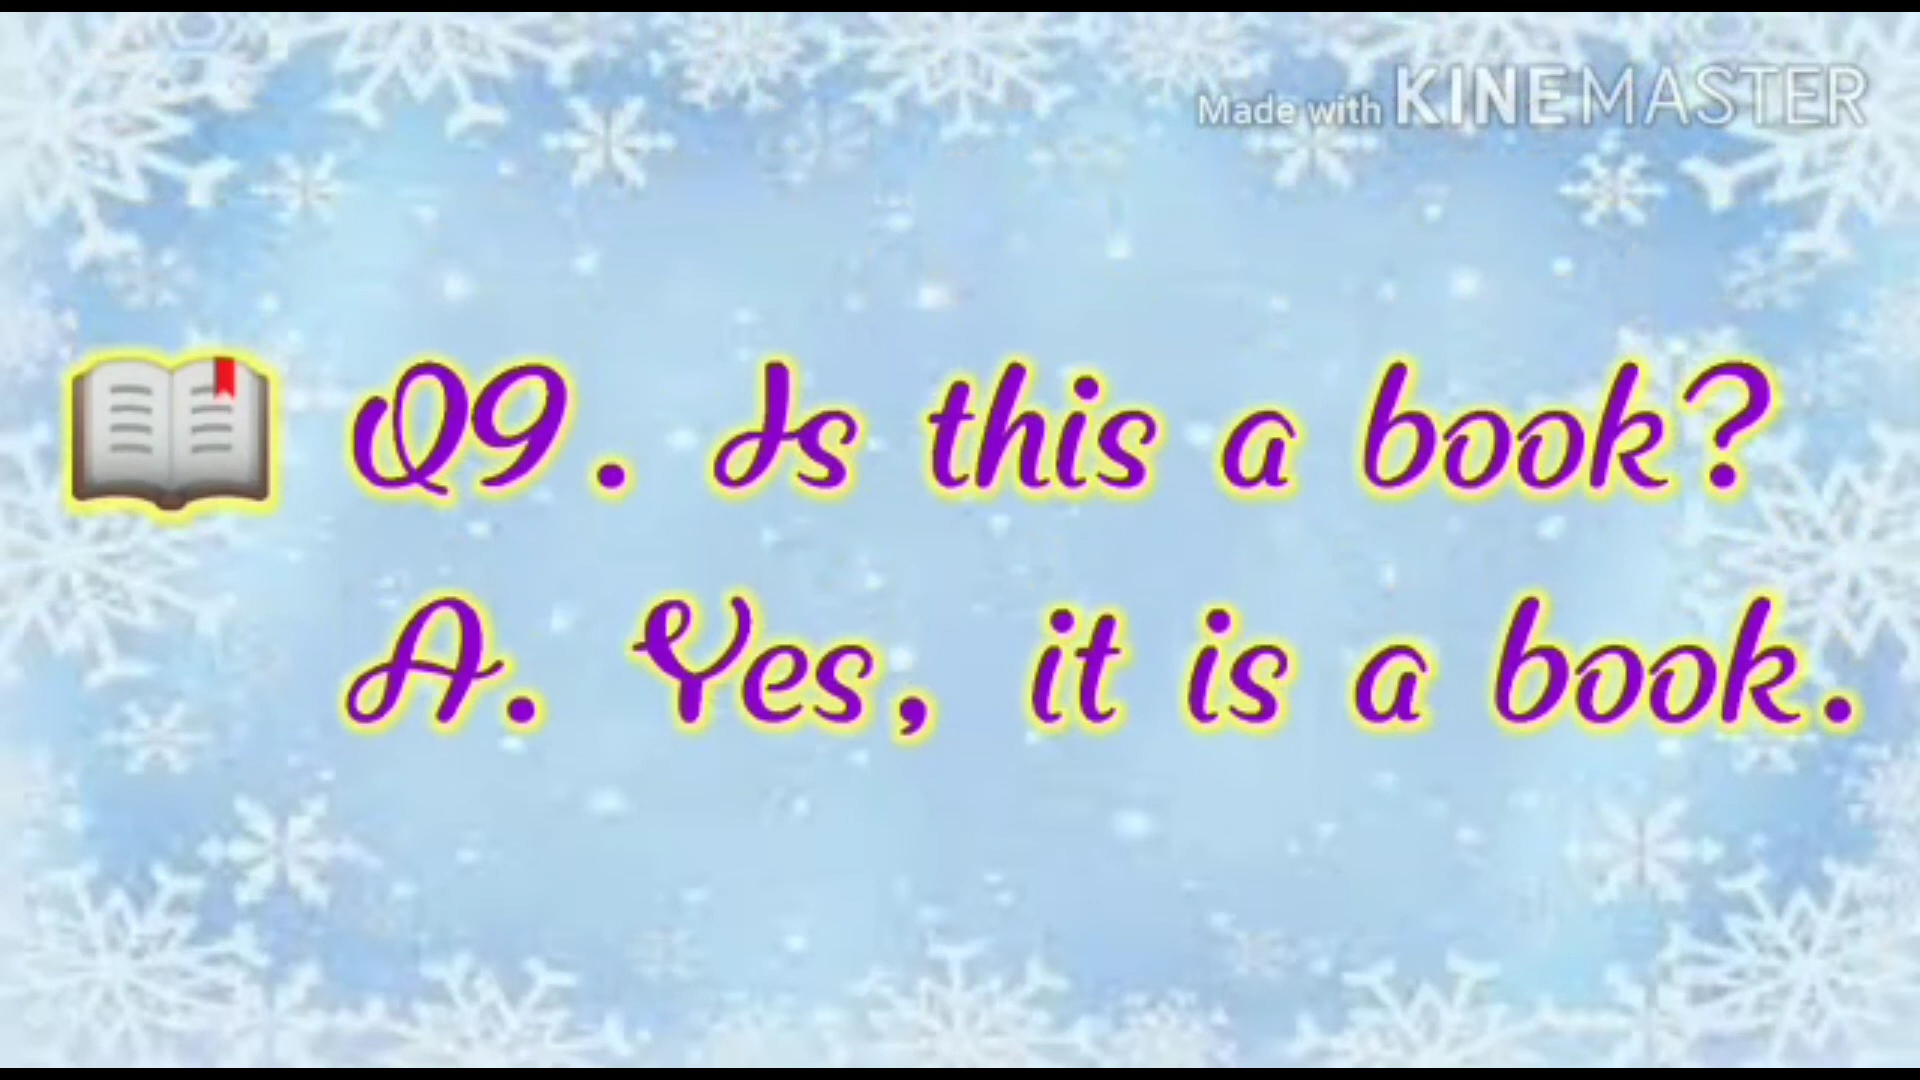 Made with KINEMASTER
Q9. Is this a book?
A. Yes, it is a book.